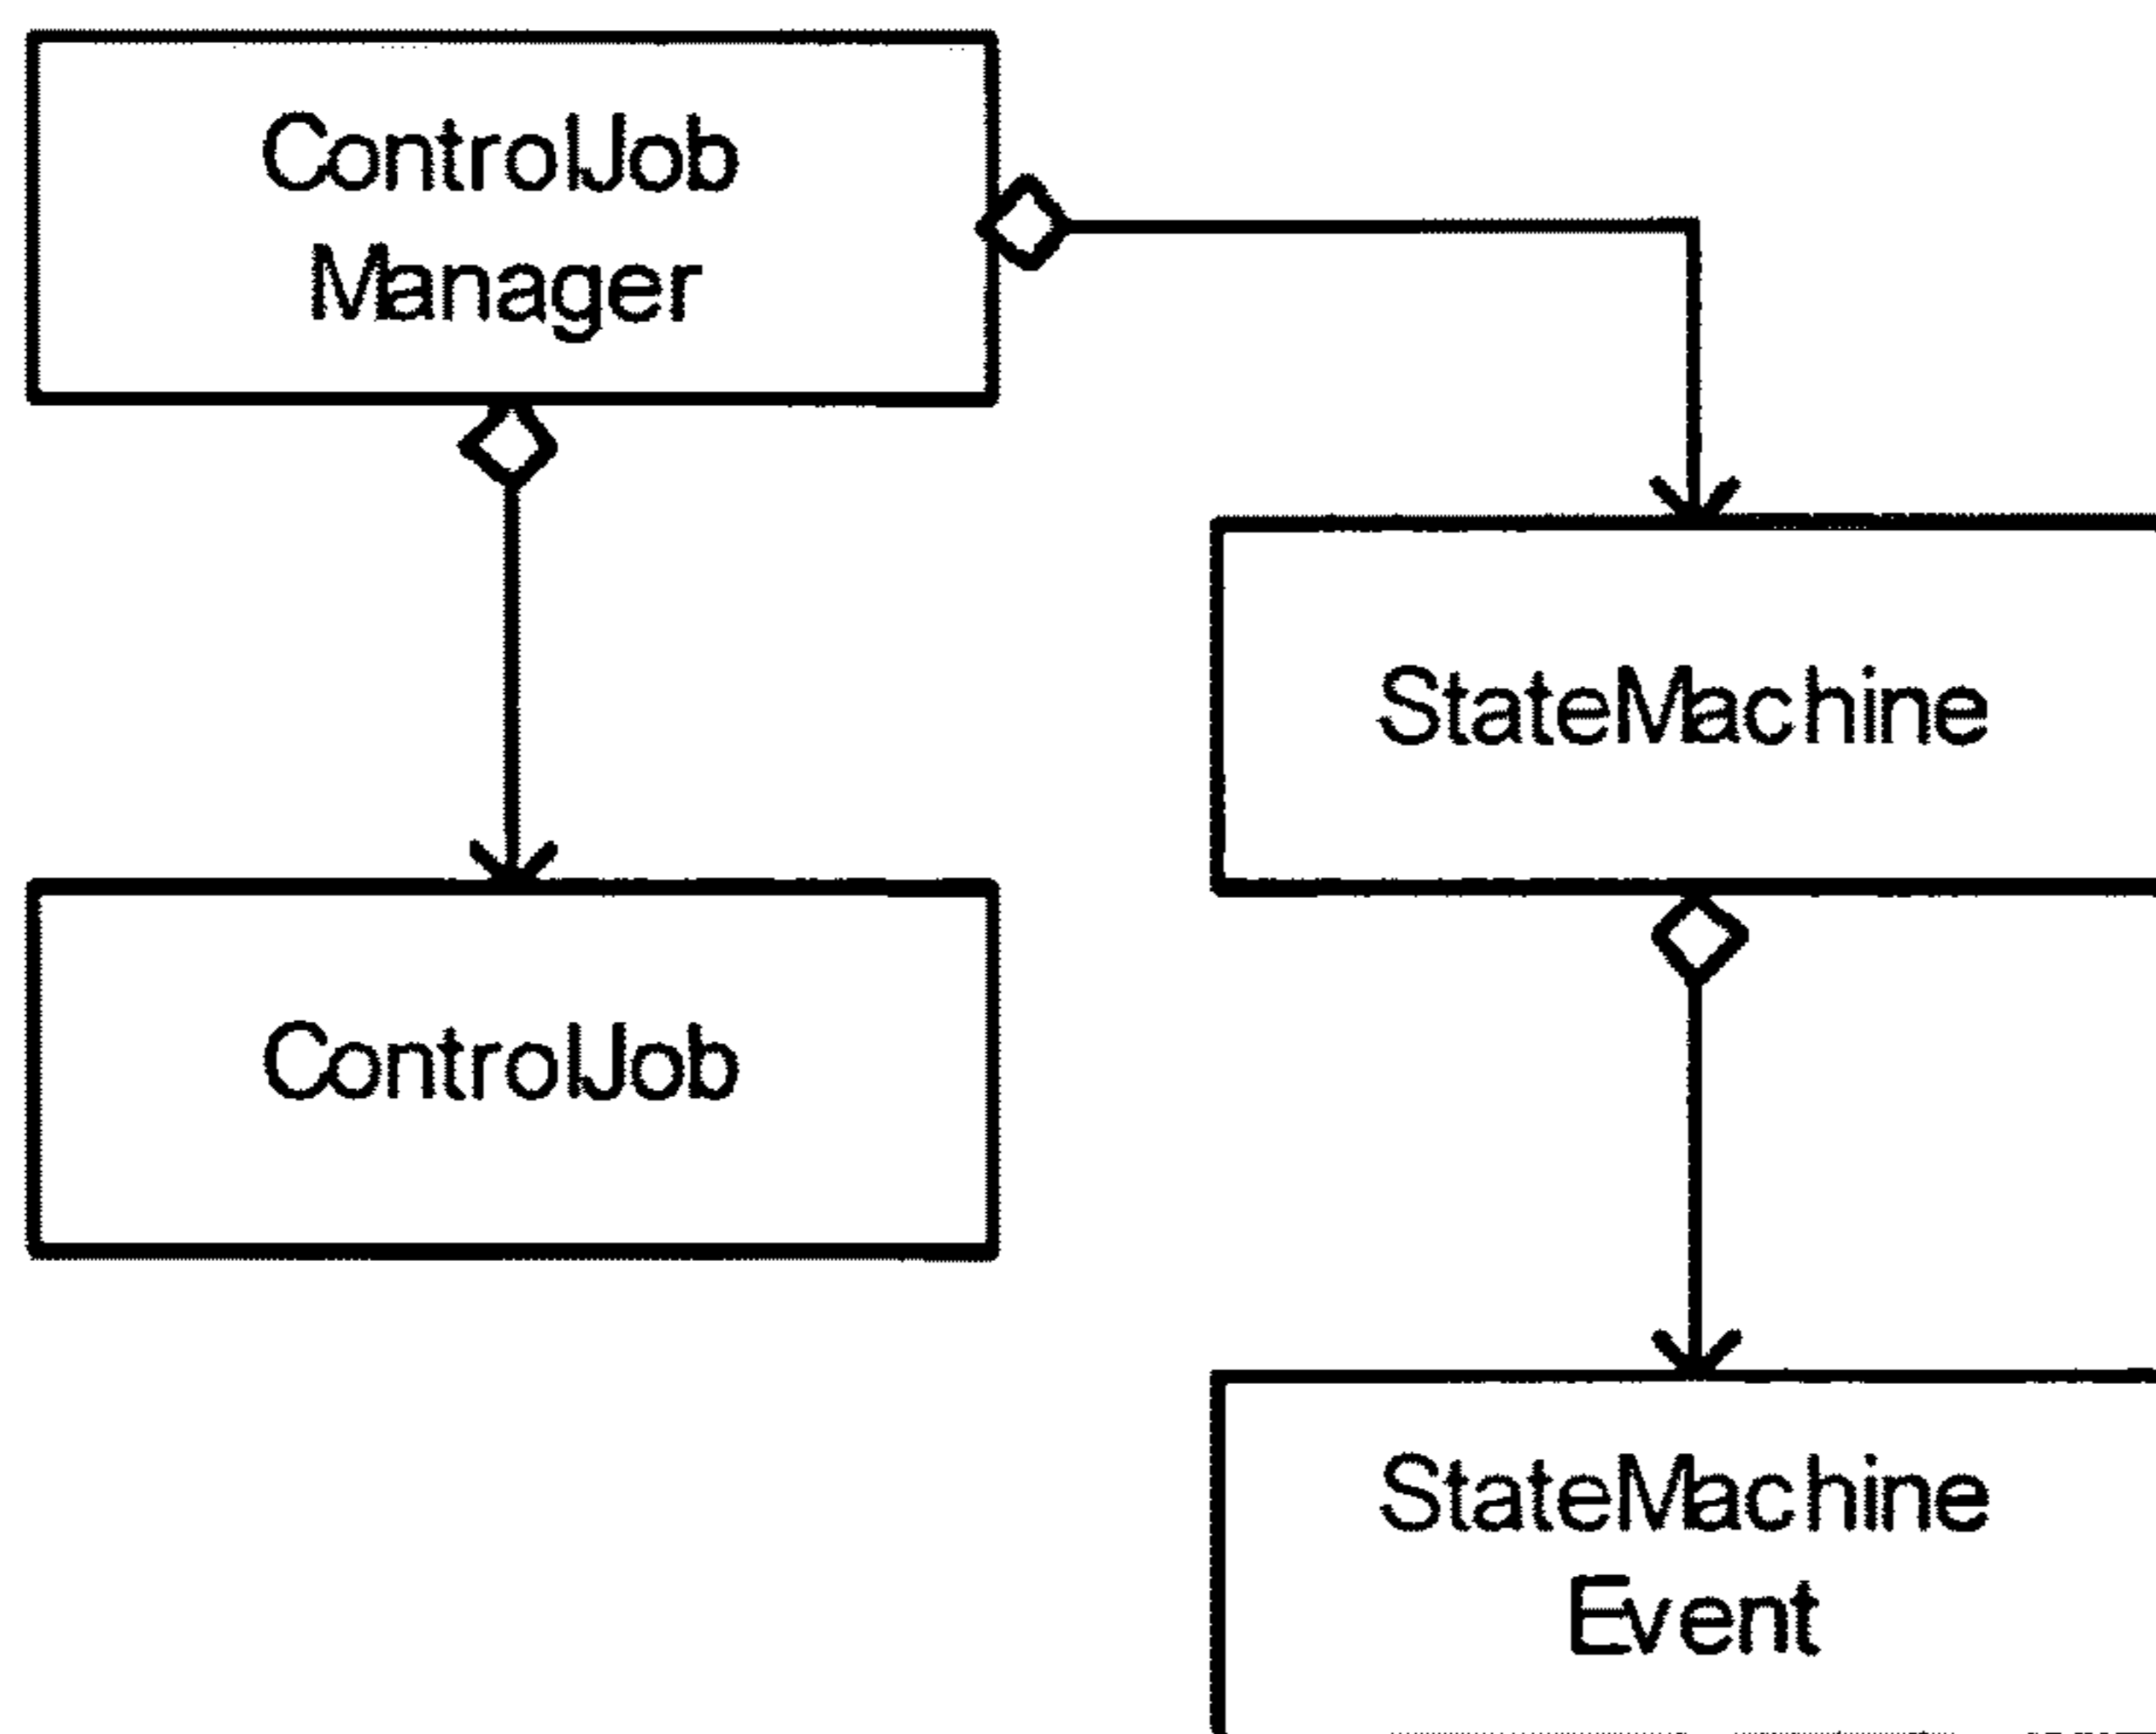 ControlJob
Manager
StateMachine
ControlJob
StateMachine
Event